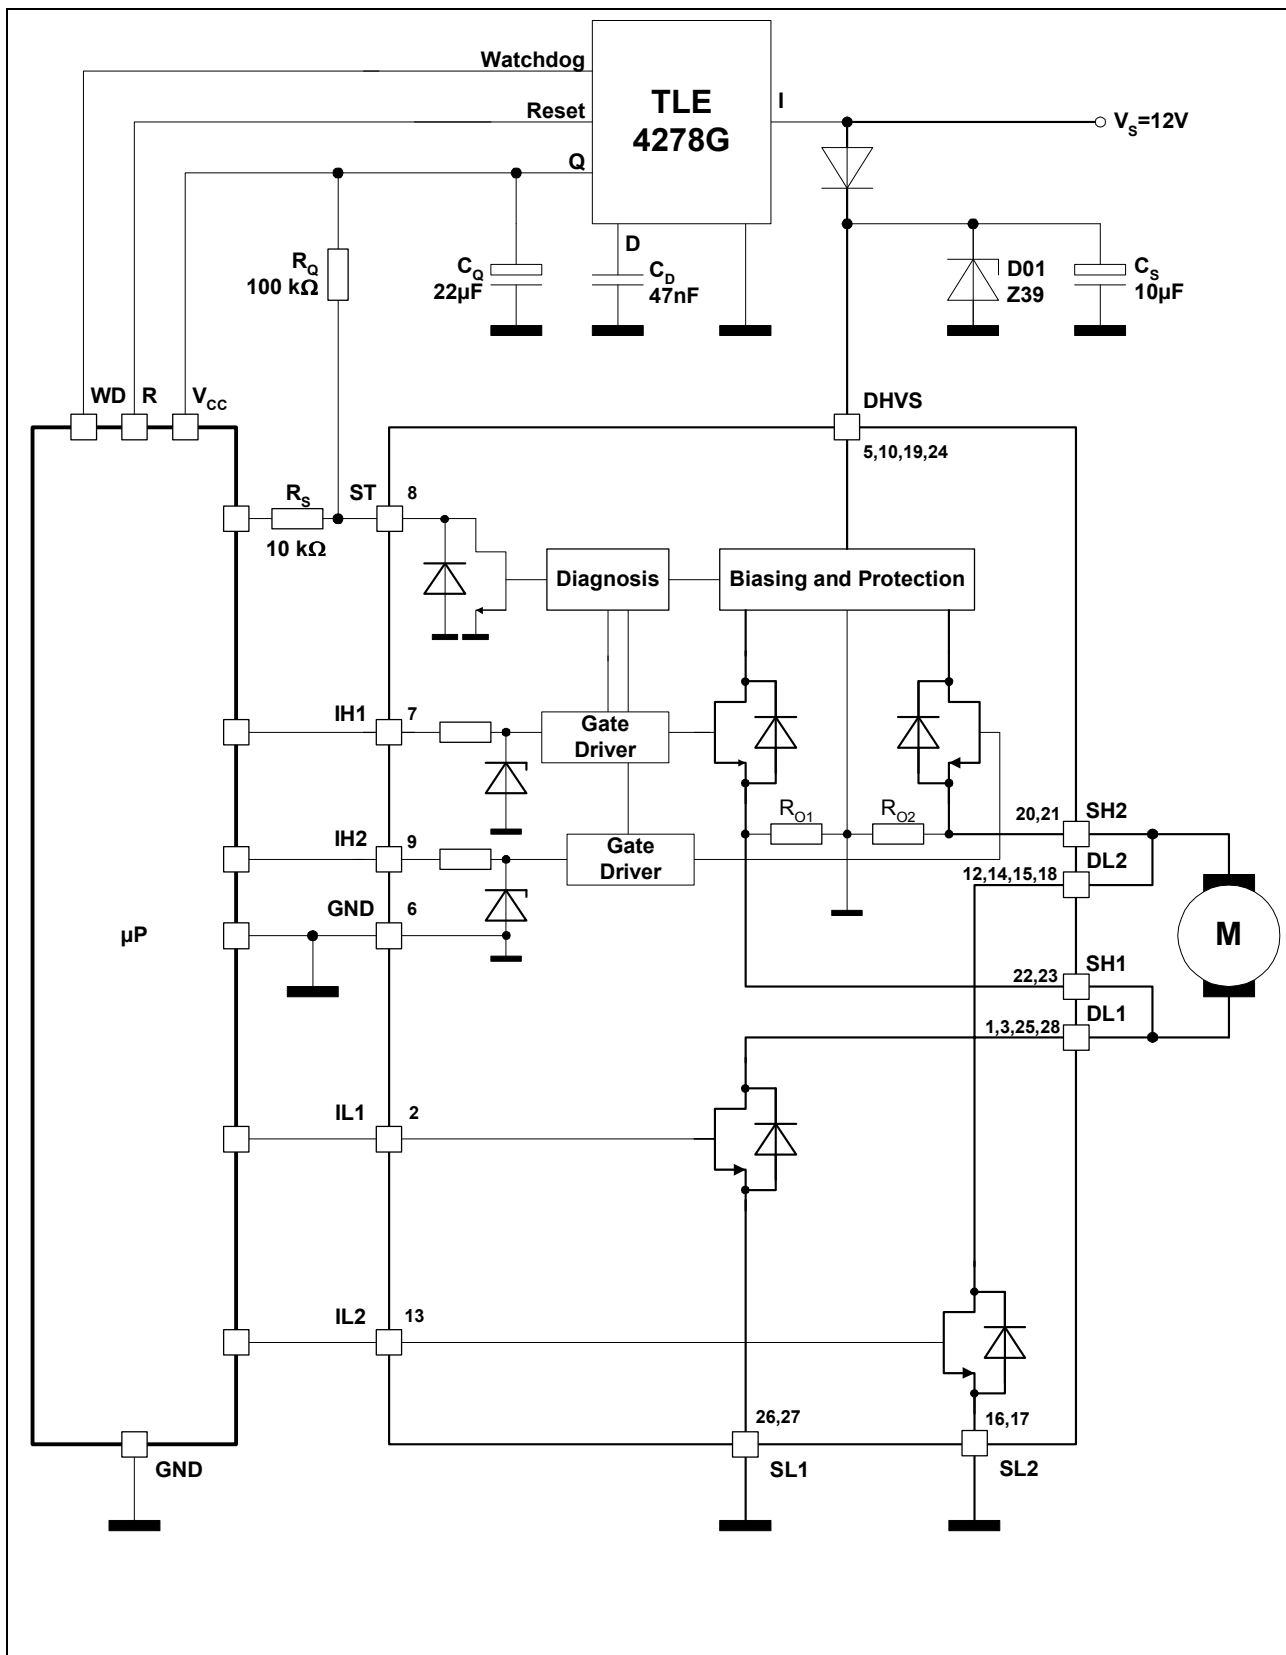 Watchdog
TLE
4278G
I
Reset
V_S=12V
Q
D
R_Q
100 kΩ
C_Q
22µF
C_D
47nF
D01
Z39
C_S
10µF
WD
R
V_CC
DHVS
5,10,19,24
R_S
10 kΩ
ST
8
Diagnosis
Biasing and Protection
IH1
7
Gate
Driver
R_O1
R_O2
20,21
SH2
IH2
9
Gate
Driver
DL2
12,14,15,18
GND
6
µP
M
SH1
22,23
DL1
1,3,25,28
IL1
2
IL2
13
26,27
16,17
GND
SL1
SL2